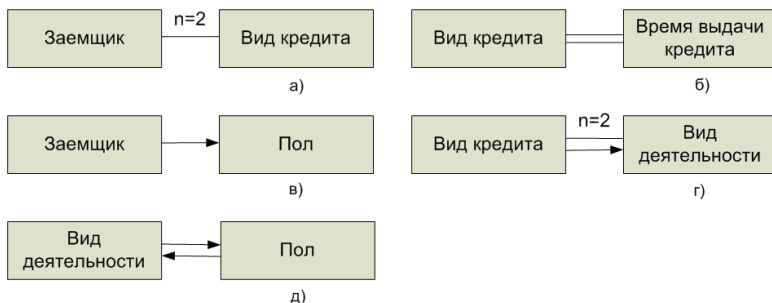 Заемщик
n=2
Вид кредита
а)
Вид кредита
Время выдачи
кредита
б)
Заемщик
Пол
в)
Вид кредита
n=2
Вид
деятельности
г)
Вид
деятельности
Пол
д)